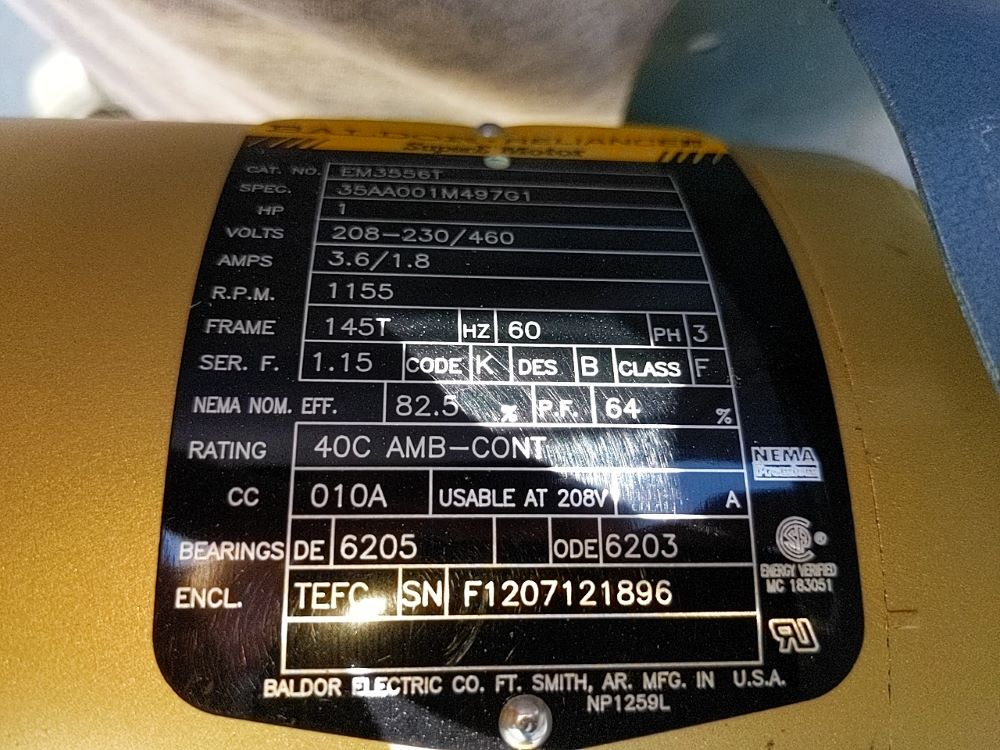 BALDOR • RELIANCER
Super-E Motor
CAT. NO. EM3556T
SPEC. 35AA001M497G1
HP 1
VOLTS 208-230/460
AMPS 3.6/1.8
R.P.M. 1155
FRAME 145T HZ 60 PH 3
SER. F. 1.15 CODE K DES B CLASS F
NEMA NOM. EFF. 82.5 % P.F. 64 %
RATING 40C AMB-CONT
NEMA
Premium
CC 010A USABLE AT 208V A
BEARINGS DE 6205 ODE 6203
ENERGY VERIFIED
MC 183051
ENCL. TEFC SN F1207121896
BALDOR ELECTRIC CO. FT. SMITH, AR. MFG. IN U.S.A.
NP1259L